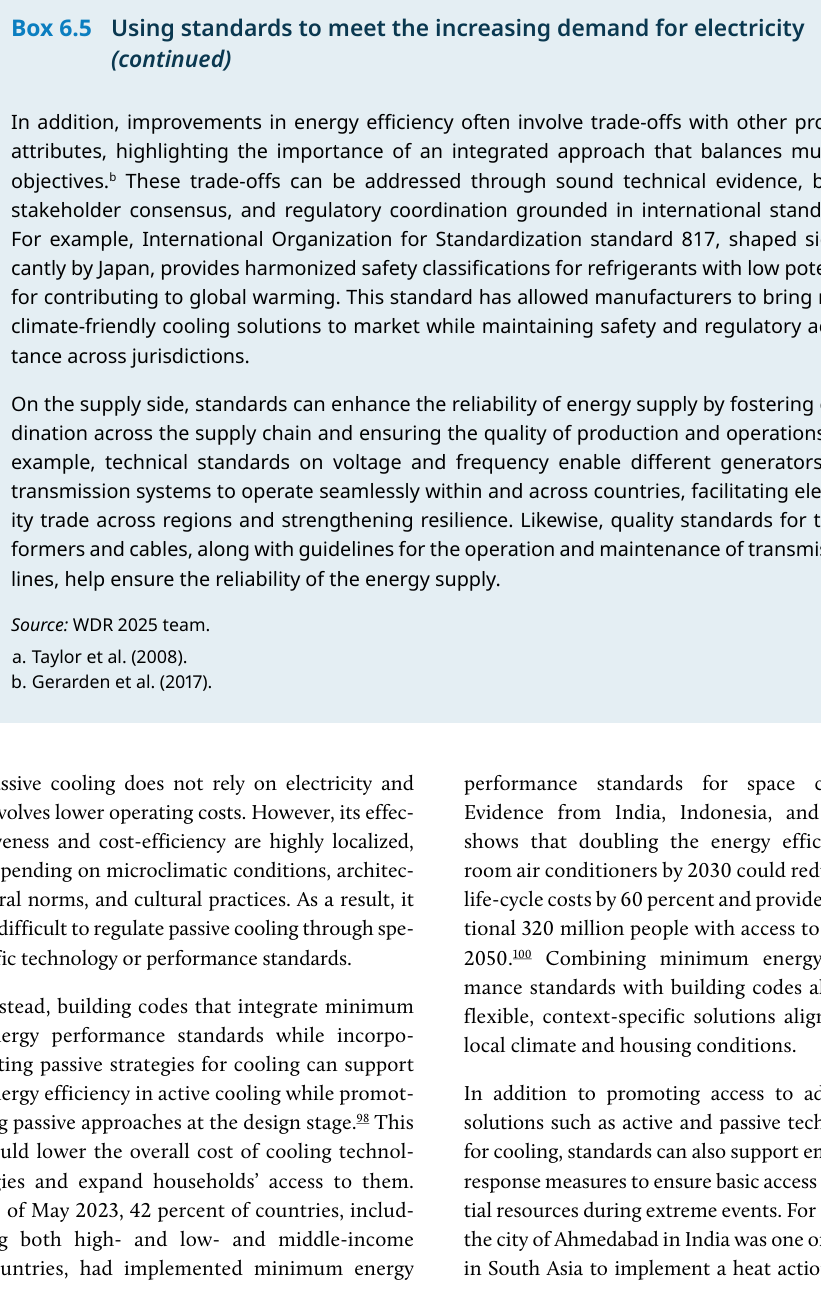 Box 6.5 Using standards to meet the increasing demand for electricity
(continued)
In addition, improvements in energy efficiency often involve trade-offs with other pro
attributes, highlighting the importance of an integrated approach that balances mu
objectives.b These trade-offs can be addressed through sound technical evidence, b
stakeholder consensus, and regulatory coordination grounded in international stand
For example, International Organization for Standardization standard 817, shaped si
cantly by Japan, provides harmonized safety classifications for refrigerants with low pote
for contributing to global warming. This standard has allowed manufacturers to bring
climate-friendly cooling solutions to market while maintaining safety and regulatory ac
tance across jurisdictions.
On the supply side, standards can enhance the reliability of energy supply by fostering
dination across the supply chain and ensuring the quality of production and operations
example, technical standards on voltage and frequency enable different generators
transmission systems to operate seamlessly within and across countries, facilitating ele
ity trade across regions and strengthening resilience. Likewise, quality standards for t
formers and cables, along with guidelines for the operation and maintenance of transmis
lines, help ensure the reliability of the energy supply.
Source: WDR 2025 team.
a. Taylor et al. (2008).
b. Gerarden et al. (2017).
ssive cooling does not rely on electricity and
volves lower operating costs. However, its effec-
veness and cost-efficiency are highly localized,
pending on microclimatic conditions, architec-
ral norms, and cultural practices. As a result, it
difficult to regulate passive cooling through spe-
fic technology or performance standards.
stead, building codes that integrate minimum
ergy performance standards while incorpo-
ting passive strategies for cooling can support
ergy efficiency in active cooling while promot-
g passive approaches at the design stage.98 This
uld lower the overall cost of cooling technol-
gies and expand households' access to them.
of May 2023, 42 percent of countries, includ-
g both high- and low- and middle-income
untries, had implemented minimum energy
performance standards for space c
Evidence from India, Indonesia, and
shows that doubling the energy effic
room air conditioners by 2030 could red
life-cycle costs by 60 percent and provide
tional 320 million people with access to
2050.100 Combining minimum energy
mance standards with building codes al
flexible, context-specific solutions align
local climate and housing conditions.
In addition to promoting access to ad
solutions such as active and passive tech
for cooling, standards can also support em
response measures to ensure basic access
tial resources during extreme events. For
the city of Ahmedabad in India was one o
in South Asia to implement a heat action